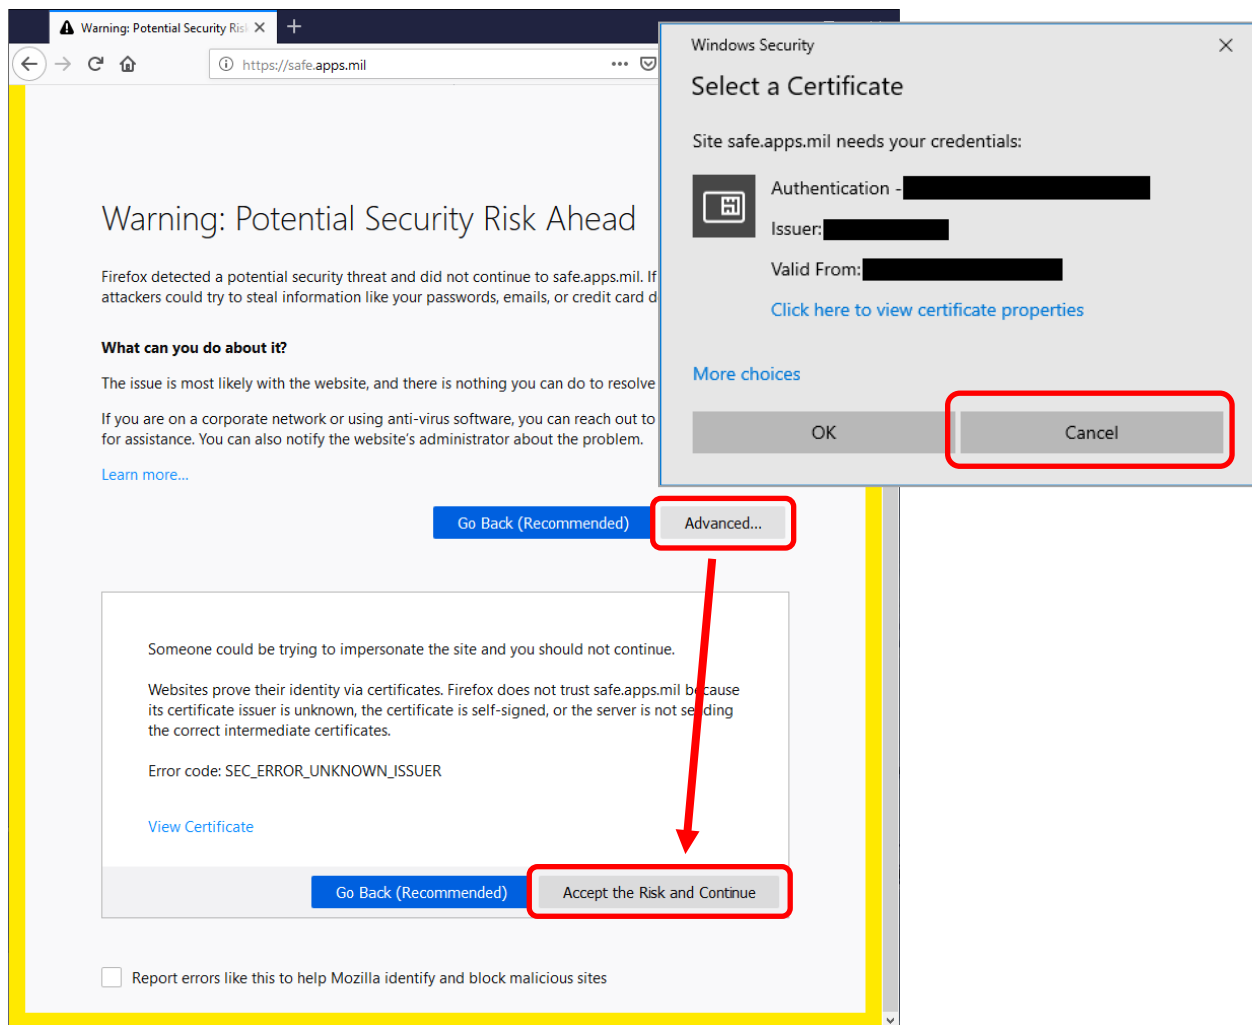 Warning: Potential Security Ris
https://safe.apps.mil
Warning: Potential Security Risk Ahead
Firefox detected a potential security threat and did not continue to safe.apps.mil. If
attackers could try to steal information like your passwords, emails, or credit card d
What can you do about it?
The issue is most likely with the website, and there is nothing you can do to resolve
If you are on a corporate network or using anti-virus software, you can reach out to
for assistance. You can also notify the website's administrator about the problem.
Learn more...
Go Back (Recommended)
Advanced...
Someone could be trying to impersonate the site and you should not continue.
Websites prove their identity via certificates. Firefox does not trust safe.apps.mil because
its certificate issuer is unknown, the certificate is self-signed, or the server is not sending
the correct intermediate certificates.
Error code: SEC_ERROR_UNKNOWN_ISSUER
View Certificate
Go Back (Recommended)
Accept the Risk and Continue
Report errors like this to help Mozilla identify and block malicious sites
Windows Security
Select a Certificate
Site safe.apps.mil needs your credentials:
Authentication -
Issuer:
Valid From:
Click here to view certificate properties
More choices
OK
Cancel